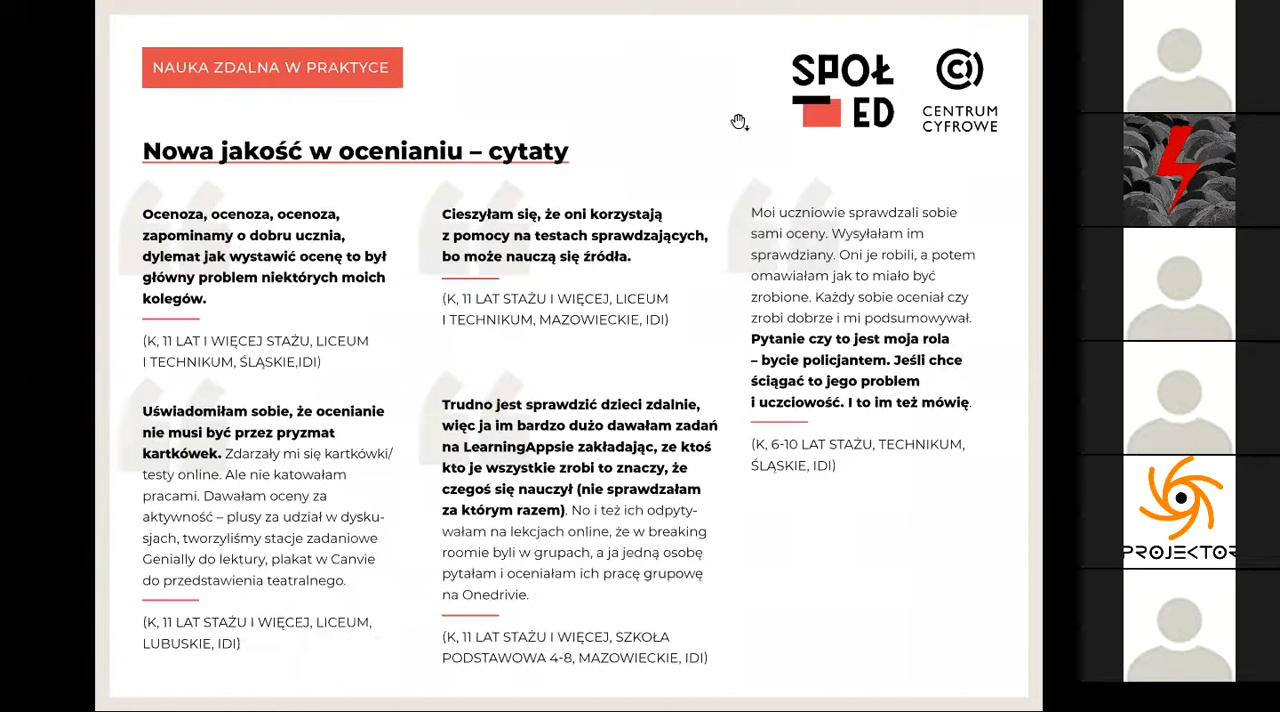 NAUKA ZDALNA W PRAKTYCE
SPOŁ
ED
CENTRUM
CYFROWE
Nowa jakość w ocenianiu – cytaty
Ocenoza, ocenoza, ocenoza,
zapominamy o dobru ucznia,
dylemat jak wystawić ocenę to był
główny problem niektórych moich
kolegów.
(K, 11 LAT I WIĘCEJ STAŻU, LICEUM
I TECHNIKUM, ŚLĄSKIE,IDI)
Uświadomiłam sobie, że ocenianie
nie musi być przez pryzmat
kartkówek. Zdarzały mi się kartkówki/
testy online. Ale nie katowałam
pracami. Dawałam oceny za
aktywność – plusy za udział w dysku-
sjach, tworzyliśmy stacje zadaniowe
Genially do lektury, plakat w Canvie
do przedstawienia teatralnego.
(K, 11 LAT STAŻU I WIĘCEJ, LICEUM,
LUBUSKIE, IDI)
Cieszyłam się, że oni korzystają
z pomocy na testach sprawdzających,
bo może nauczą się źródła.
(K, 11 LAT STAŻU I WIĘCEJ, LICEUM
I TECHNIKUM, MAZOWIECKIE, IDI)
Trudno jest sprawdzić dzieci zdalnie,
więc ja im bardzo dużo dawałam zadań
na LearningAppsie zakładając, ze ktoś
kto je wszystkie zrobi to znaczy, że
czegoś się nauczył (nie sprawdzałam
za którym razem). No i też ich odpyty-
wałam na lekcjach online, że w breaking
roomie byli w grupach, a ja jedną osobę
pytałam i oceniałam ich pracę grupowę
na Onedrivie.
(K, 11 LAT STAŻU I WIĘCEJ, SZKOŁA
PODSTAWOWA 4-8, MAZOWIECKIE, IDI)
Moi uczniowie sprawdzali sobie
sami oceny. Wysyłałam im
sprawdziany. Oni je robili, a potem
omawiałam jak to miało być
zrobione. Każdy sobie oceniał czy
zrobi dobrze i mi podsumowywał.
Pytanie czy to jest moja rola
– bycie policjantem. Jeśli chce
ściągać to jego problem
i uczciowość. I to im też mówię.
(K, 6-10 LAT STAŻU, TECHNIKUM,
ŚLĄSKIE, IDI)
PROJEKTOR